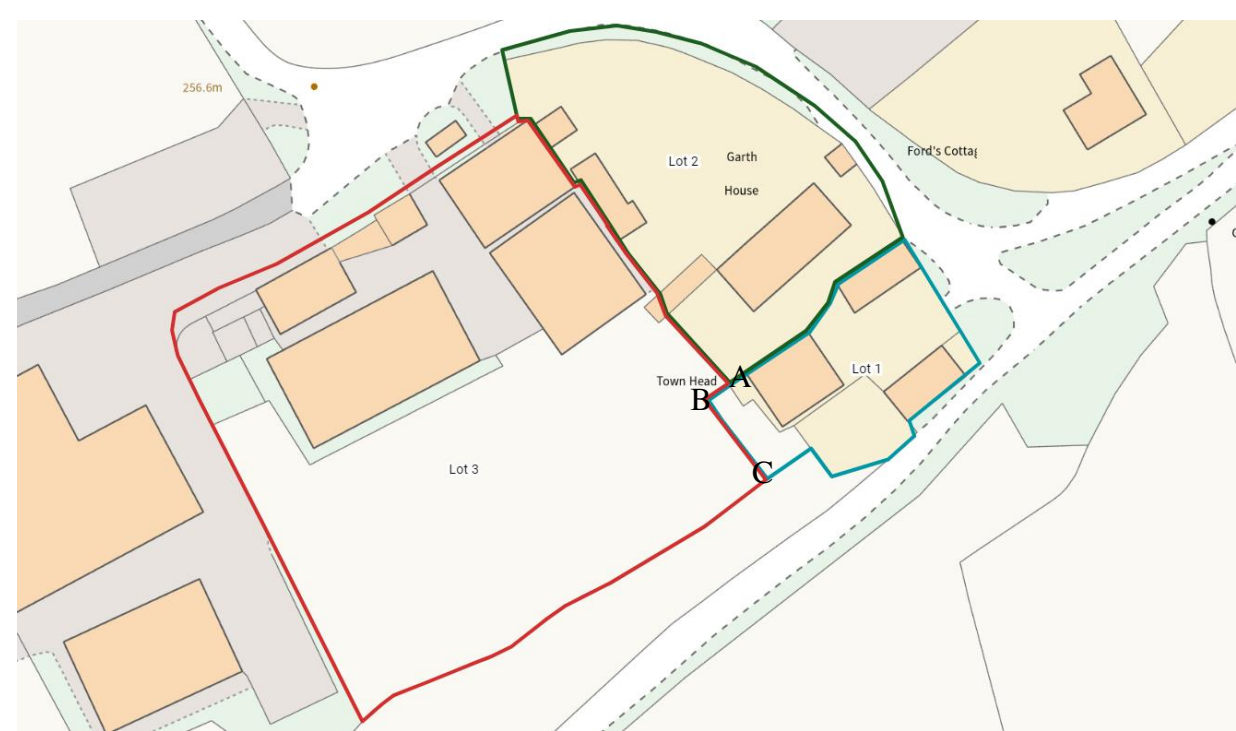 256.6m
Lot 2
Garth
House
Ford's Cottag
Town Head
A
Lot 1
B
Lot 3
C